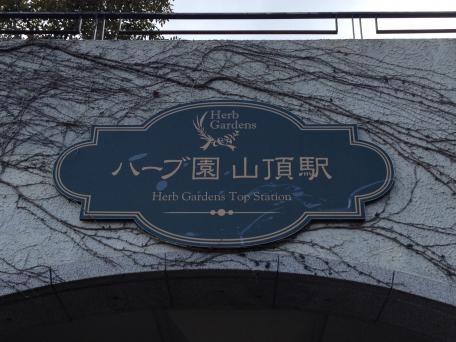 Herb
Gardens
ハーブ園 山頂駅
Herb Gardens Top Station